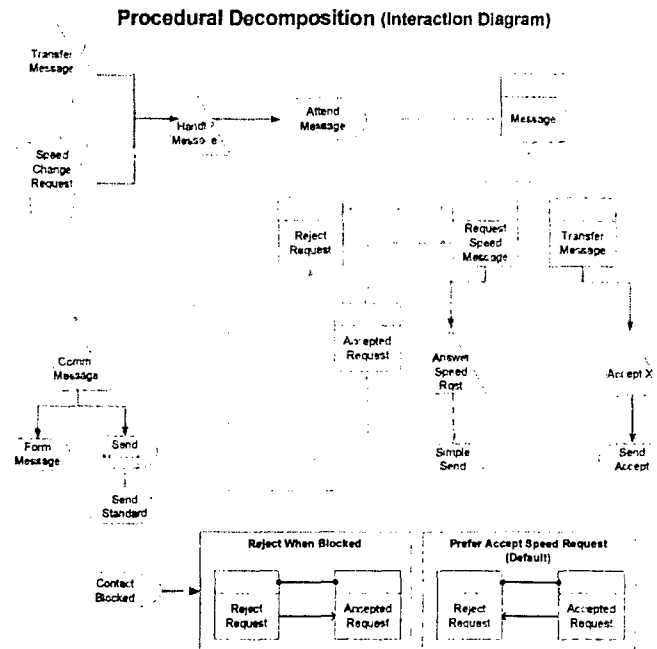 Procedural Decomposition (Interaction Diagram)
Transfer
Message
Speed
Change
Request
Message
Attend
Message
Message
Reject
Request
Request
Speed
Message
Transfer
Message
Accepted
Request
Comm
Message
Answer
Speed
Rqst
Accept X
Form
Message
Send
Simple
Send
Send
Accept
Send
Standard
Reject When Blocked
Prefer Accept Speed Request
(Default)
Contact
Blocked
Reject
Request
Accepted
Request
Reject
Request
Accepted
Request